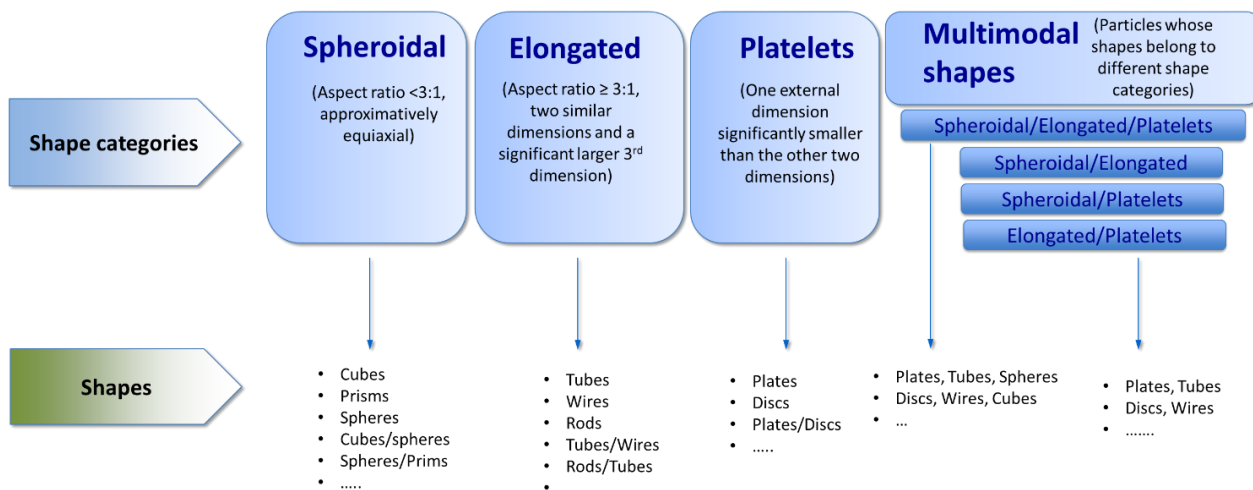 Shape categories
Spheroidal
(Aspect ratio <3:1,
approximatively
equiaxial)
Elongated
(Aspect ratio ≥ 3:1,
two similar
dimensions and a
significant larger 3rd
dimension)
Platelets
(One external
dimension
significantly smaller
than the other two
dimensions)
Multimodal
shapes
(Particles whose
shapes belong to
different shape
categories)
Spheroidal/Elongated/Platelets
Spheroidal/Elongated
Spheroidal/Platelets
Elongated/Platelets
Shapes
• Cubes
• Prisms
• Spheres
• Cubes/spheres
• Spheres/Prims
• .....
• Tubes
• Wires
• Rods
• Tubes/Wires
• Rods/Tubes
•
• Plates
• Discs
• Plates/Discs
• .....
• Plates, Tubes, Spheres
• Discs, Wires, Cubes
• ...
• Plates, Tubes
• Discs, Wires
• .......